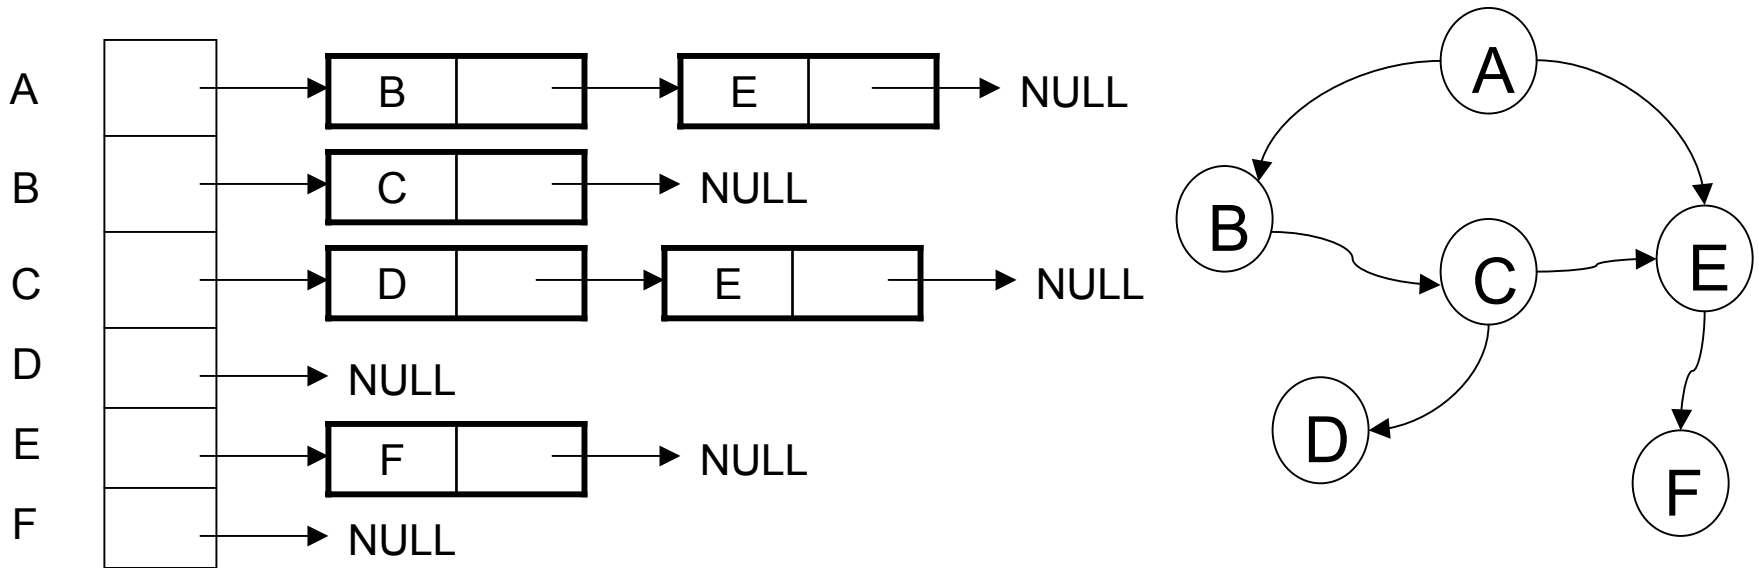 A B E NULL
B C NULL
C D E NULL
D NULL
E F NULL
F NULL
A
B
C
E
D
F